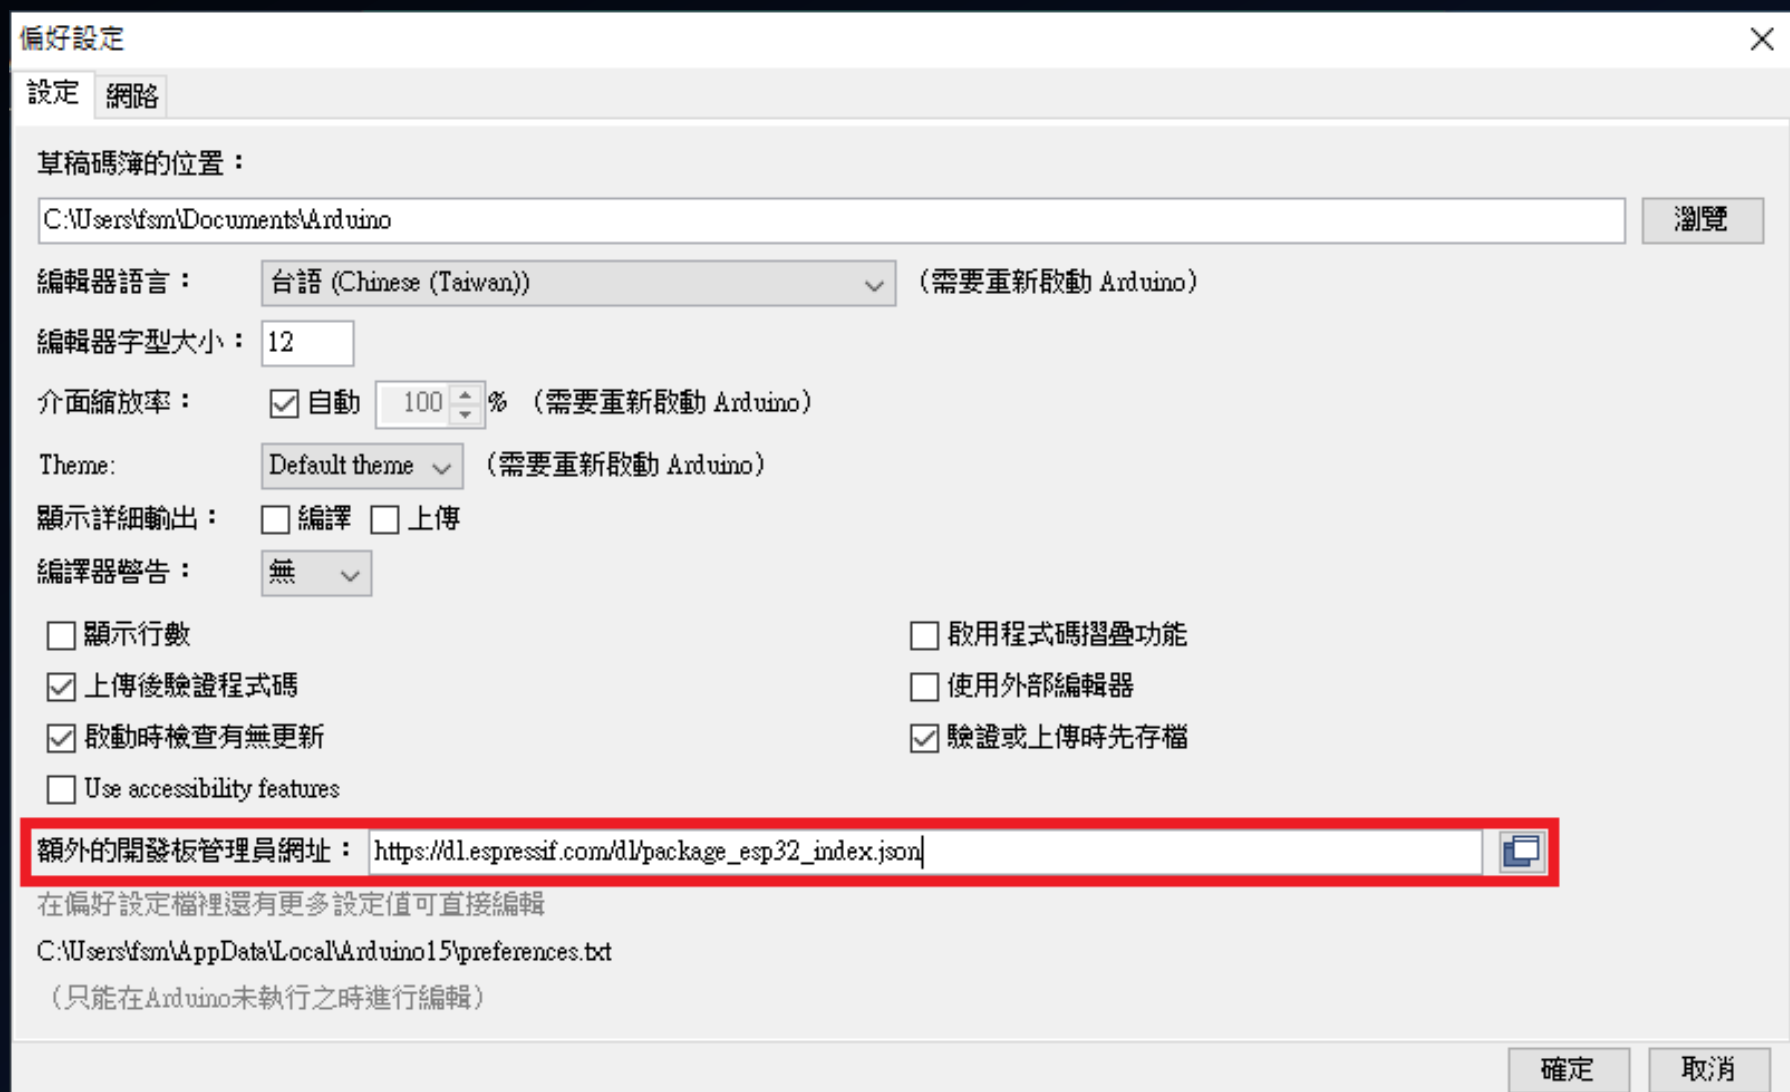 偏好設定
設定 網路
草稿碼簿的位置：
C:\Users\fsm\Documents\Arduino 瀏覽
編輯器語言： 台語 (Chinese (Taiwan)) （需要重新啟動 Arduino）
編輯器字型大小： 12
介面縮放率： 自動 100 % （需要重新啟動 Arduino）
Theme: Default theme （需要重新啟動 Arduino）
顯示詳細輸出： 編譯 上傳
編譯器警告： 無
顯示行數 啟用程式碼摺疊功能
上傳後驗證程式碼 使用外部編輯器
啟動時檢查有無更新 驗證或上傳時先存檔
Use accessibility features
額外的開發板管理員網址： https://dl.espressif.com/dl/package_esp32_index.json
在偏好設定檔裡還有更多設定值可直接編輯
C:\Users\fsm\AppData\Local\Arduino15\preferences.txt
（只能在Arduino未執行之時進行編輯）
確定 取消